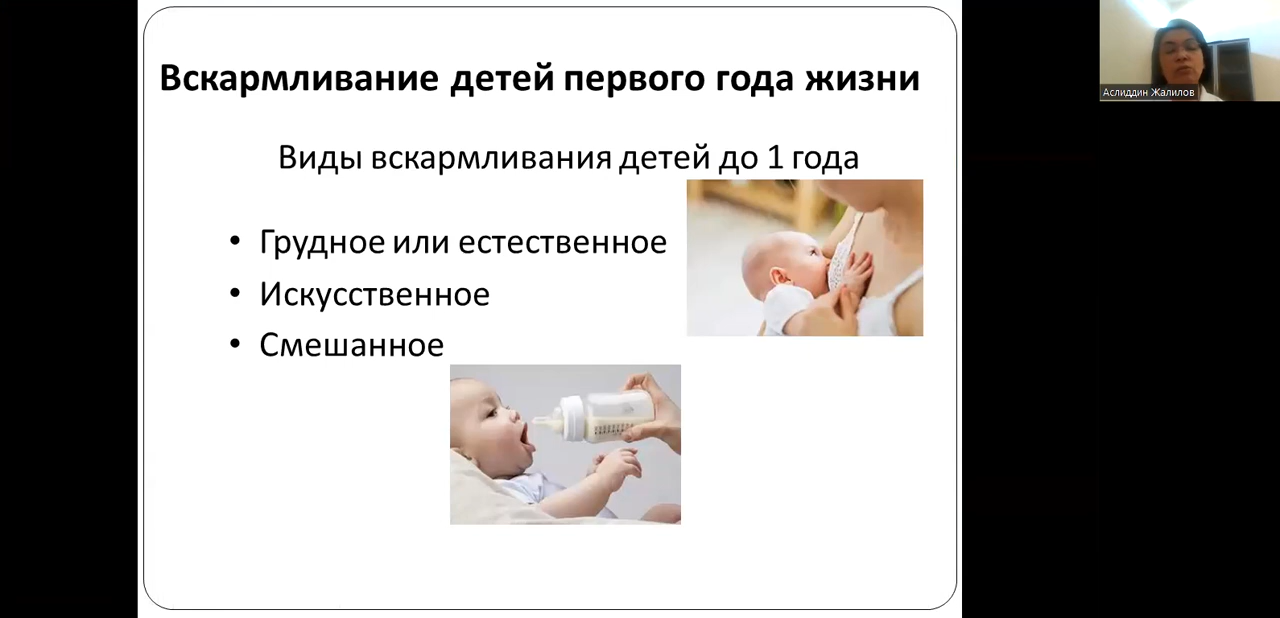 Вскармливание детей первого года жизни
Виды вскармливания детей до 1 года
• Грудное или естественное
• Искусственное
• Смешанное
Аслиддин Жалилов